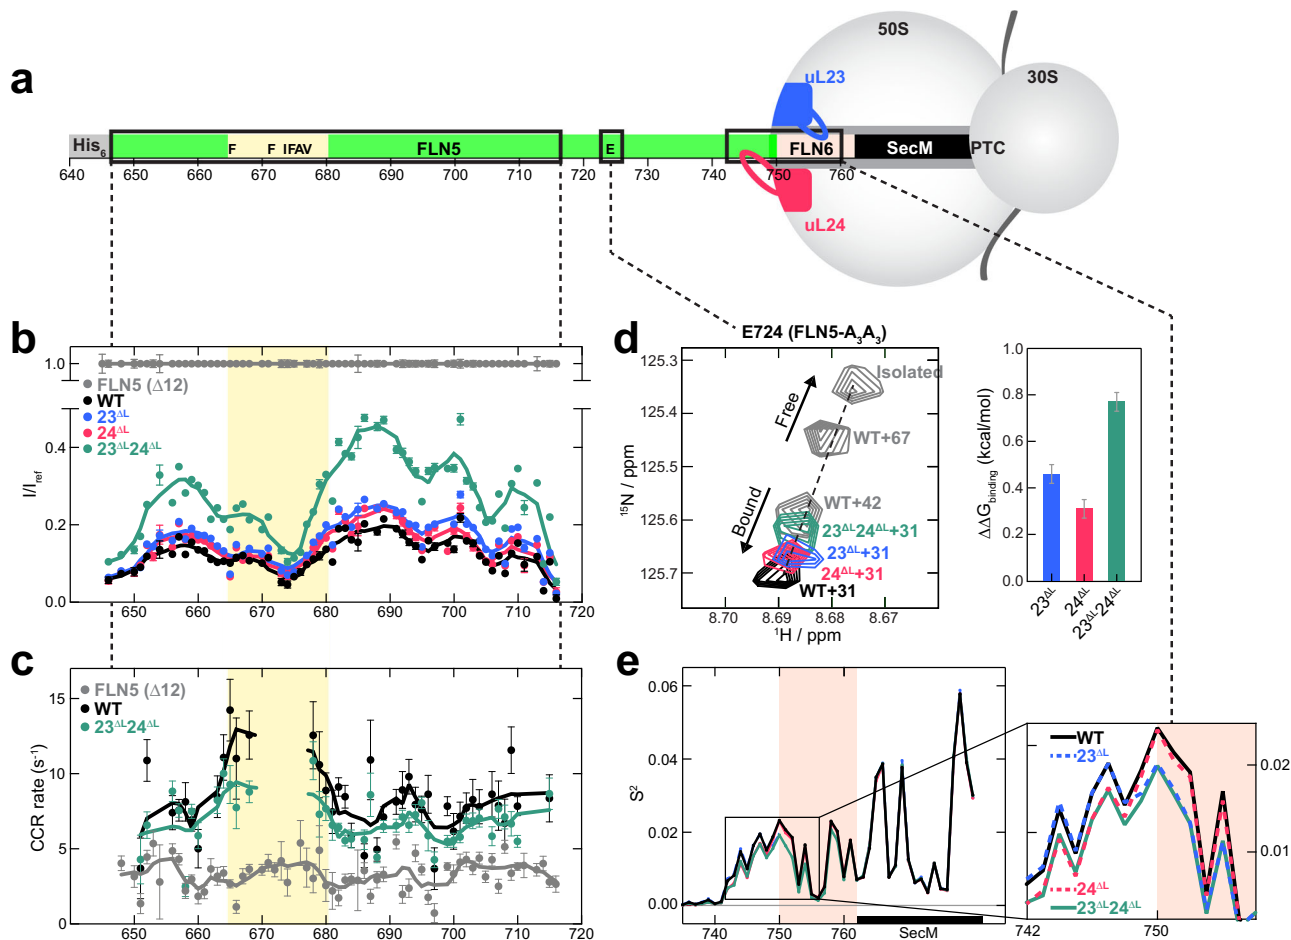 a
50S
30S
uL23
His6
F
F IFAV
FLN5
E
FLN6
SecM
PTC
640 650 660 670 680 690 700 710 720 730 740 750 760
uL24
b
1.0
FLN5 (Δ12)
WT
23ΔL
24ΔL
23ΔL24ΔL
0.4
0.2
0.0
I/Iref
650 660 670 680 690 700 710 720
c
FLN5 (Δ12)
WT
23ΔL24ΔL
15
10
5
0
CCR rate (s-1)
650 660 670 680 690 700 710 720
d
E724 (FLN5-A3A3)
125.3
125.4
125.5
125.6
125.7
15N / ppm
Isolated
Free
WT+67
Bound
WT+42
23ΔL24ΔL+31
23ΔL+31
24ΔL+31
WT+31
8.70 8.69 8.68 8.67
1H / ppm
1.0
0.8
0.6
0.4
0.2
0.0
ΔΔGbinding (kcal/mol)
23ΔL
24ΔL
23ΔL24ΔL
e
0.06
0.04
0.02
0.00
S2
740 750 760
SecM
WT
23ΔL
24ΔL
23ΔL24ΔL
0.02
0.01
742 750